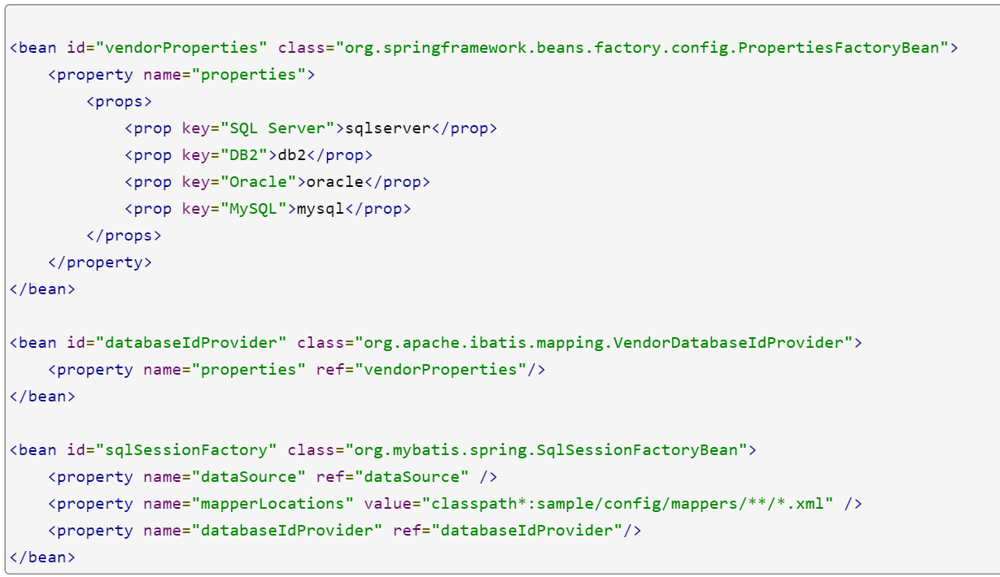 <bean id="vendorProperties" class="org.springframework.beans.factory.config.PropertiesFactoryBean">
    <property name="properties">
        <props>
            <prop key="SQL Server">sqlserver</prop>
            <prop key="DB2">db2</prop>
            <prop key="Oracle">oracle</prop>
            <prop key="MySQL">mysql</prop>
        </props>
    </property>
</bean>

<bean id="databaseIdProvider" class="org.apache.ibatis.mapping.VendorDatabaseIdProvider">
    <property name="properties" ref="vendorProperties"/>
</bean>

<bean id="sqlSessionFactory" class="org.mybatis.spring.SqlSessionFactoryBean">
    <property name="dataSource" ref="dataSource" />
    <property name="mapperLocations" value="classpath*:sample/config/mappers/**/*.xml" />
    <property name="databaseIdProvider" ref="databaseIdProvider"/>
</bean>